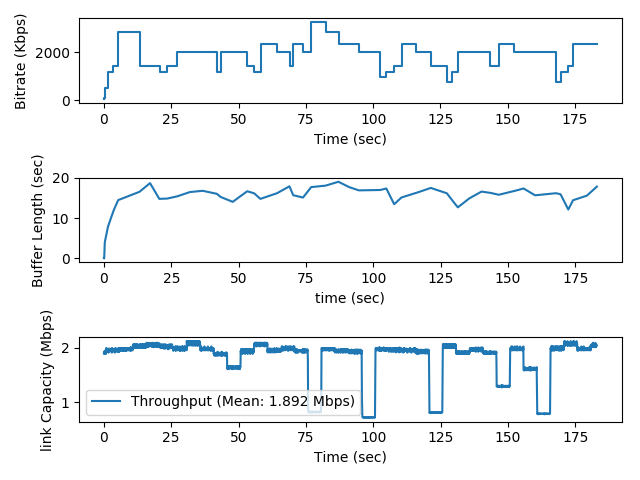 Bitrate (Kbps)
2000
0
0 25 50 75 100 125 150 175
Time (sec)
Buffer Length (sec)
20
10
0
0 25 50 75 100 125 150 175
time (sec)
link Capacity (Mbps)
2
1
Throughput (Mean: 1.892 Mbps)
0 25 50 75 100 125 150 175
Time (sec)